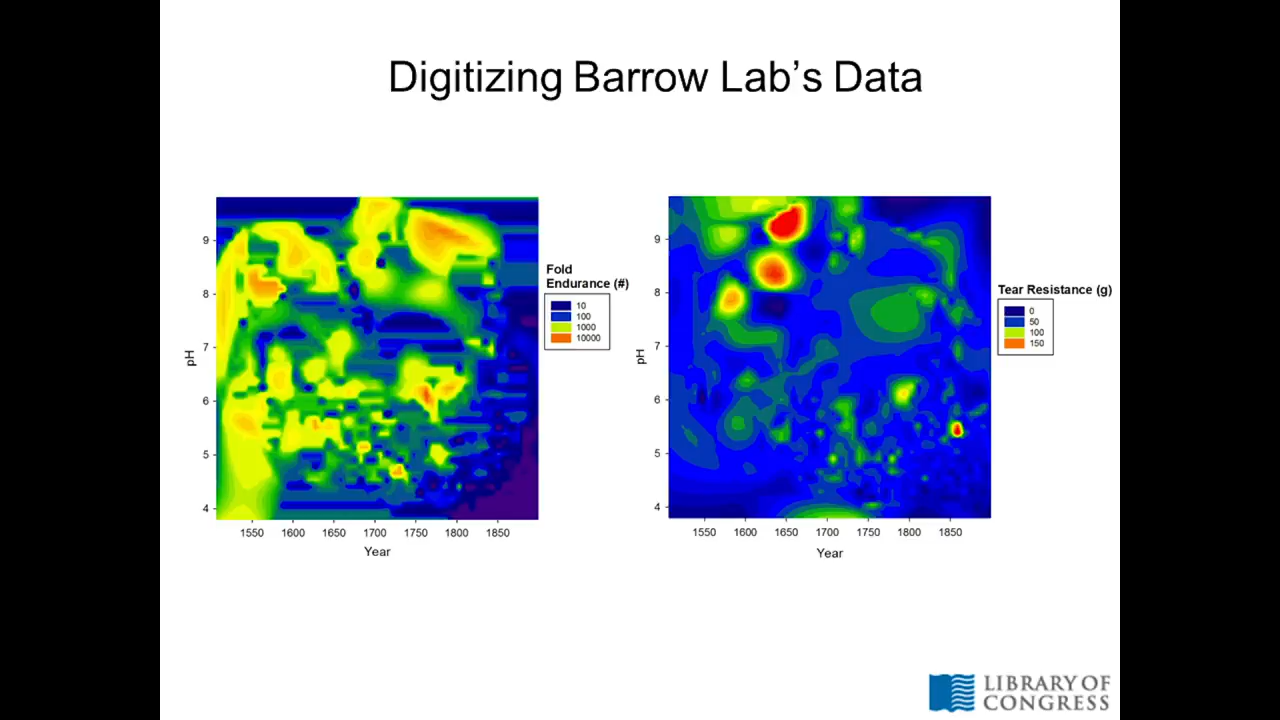 Digitizing Barrow Lab's Data
9
8
7
6
5
4
pH
1550 1600 1650 1700 1750 1800 1850
Year
Fold
Endurance (#)
10
100
1000
10000
9
8
7
6
5
4
pH
1550 1600 1650 1700 1750 1800 1850
Year
Tear Resistance (g)
0
50
100
150
LIBRARY OF
CONGRESS